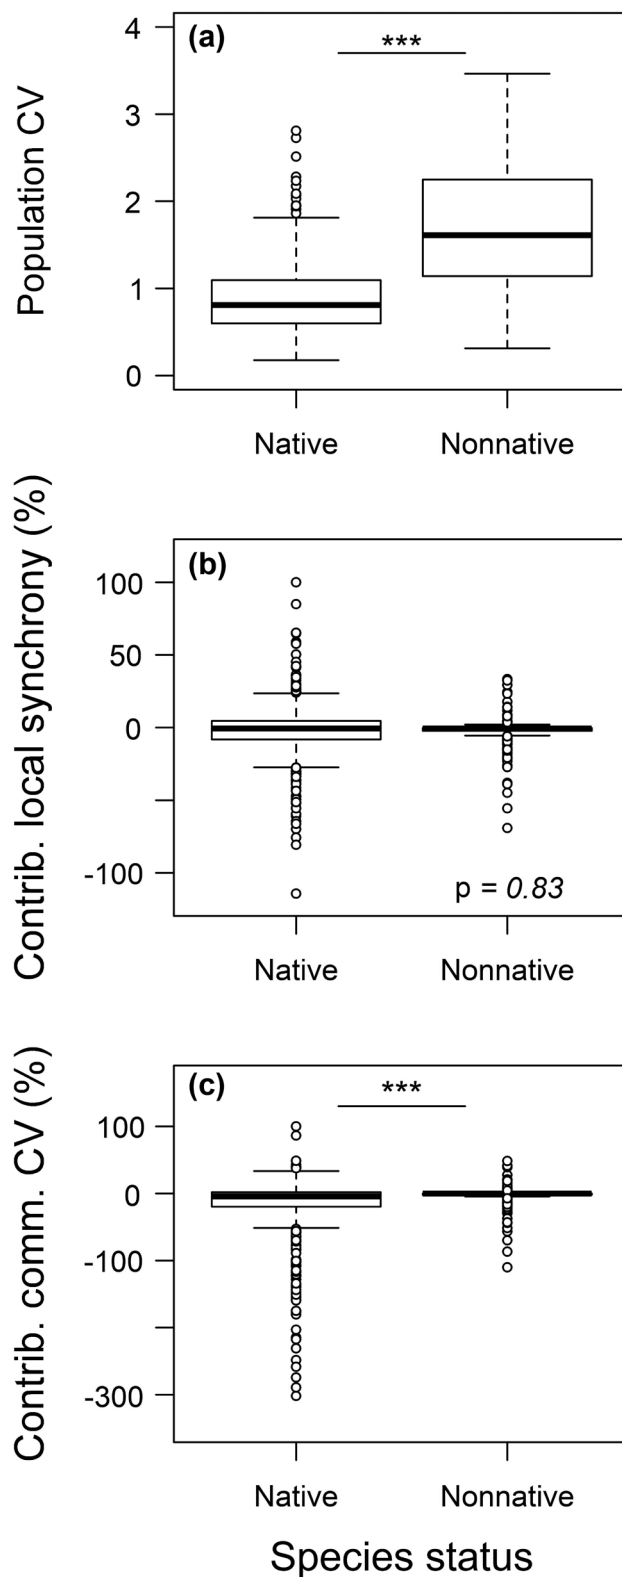 (a)
***
Population CV
4
3
2
1
0
Native Nonnative
(b)
Contrib. local synchrony (%)
100
50
0
-100
p = 0.83
Native Nonnative
(c)
***
Contrib. comm. CV (%)
100
0
-100
-300
Native Nonnative
Species status